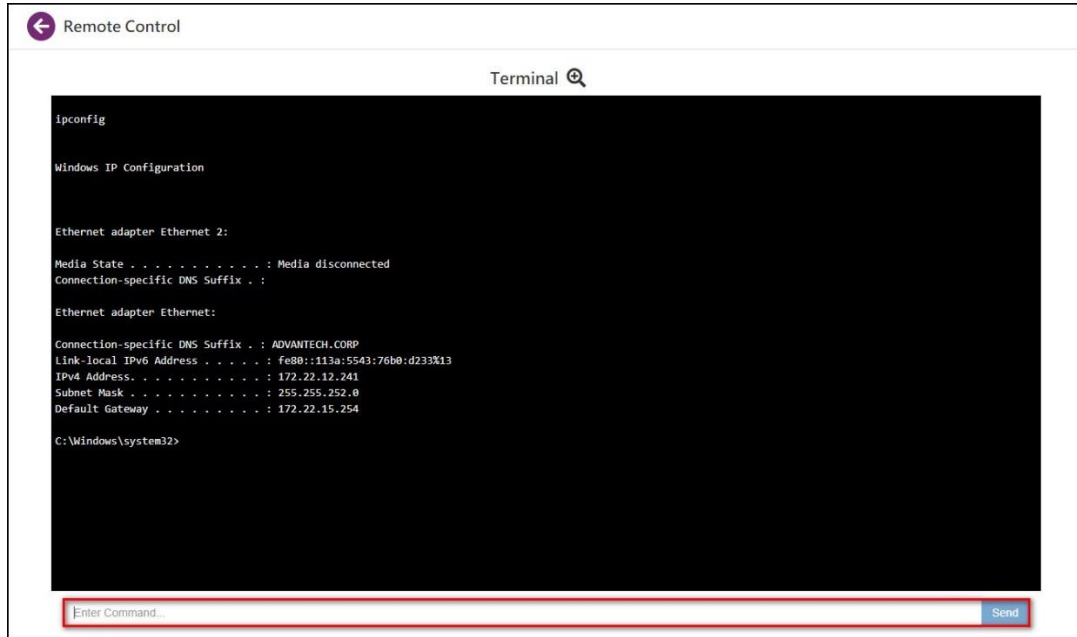 Remote Control
Terminal
ipconfig
Windows IP Configuration
Ethernet adapter Ethernet 2:
Media State . . . . . . . . . . . : Media disconnected
Connection-specific DNS Suffix . :
Ethernet adapter Ethernet:
Connection-specific DNS Suffix . : ADVANTECH.CORP
Link-local IPv6 Address . . . . . : fe80::113a:5543:76b0:d233%13
IPv4 Address. . . . . . . . . . . : 172.22.12.241
Subnet Mask . . . . . . . . . . . : 255.255.252.0
Default Gateway . . . . . . . . . : 172.22.15.254
C:\Windows\system32>
Enter Command... Send